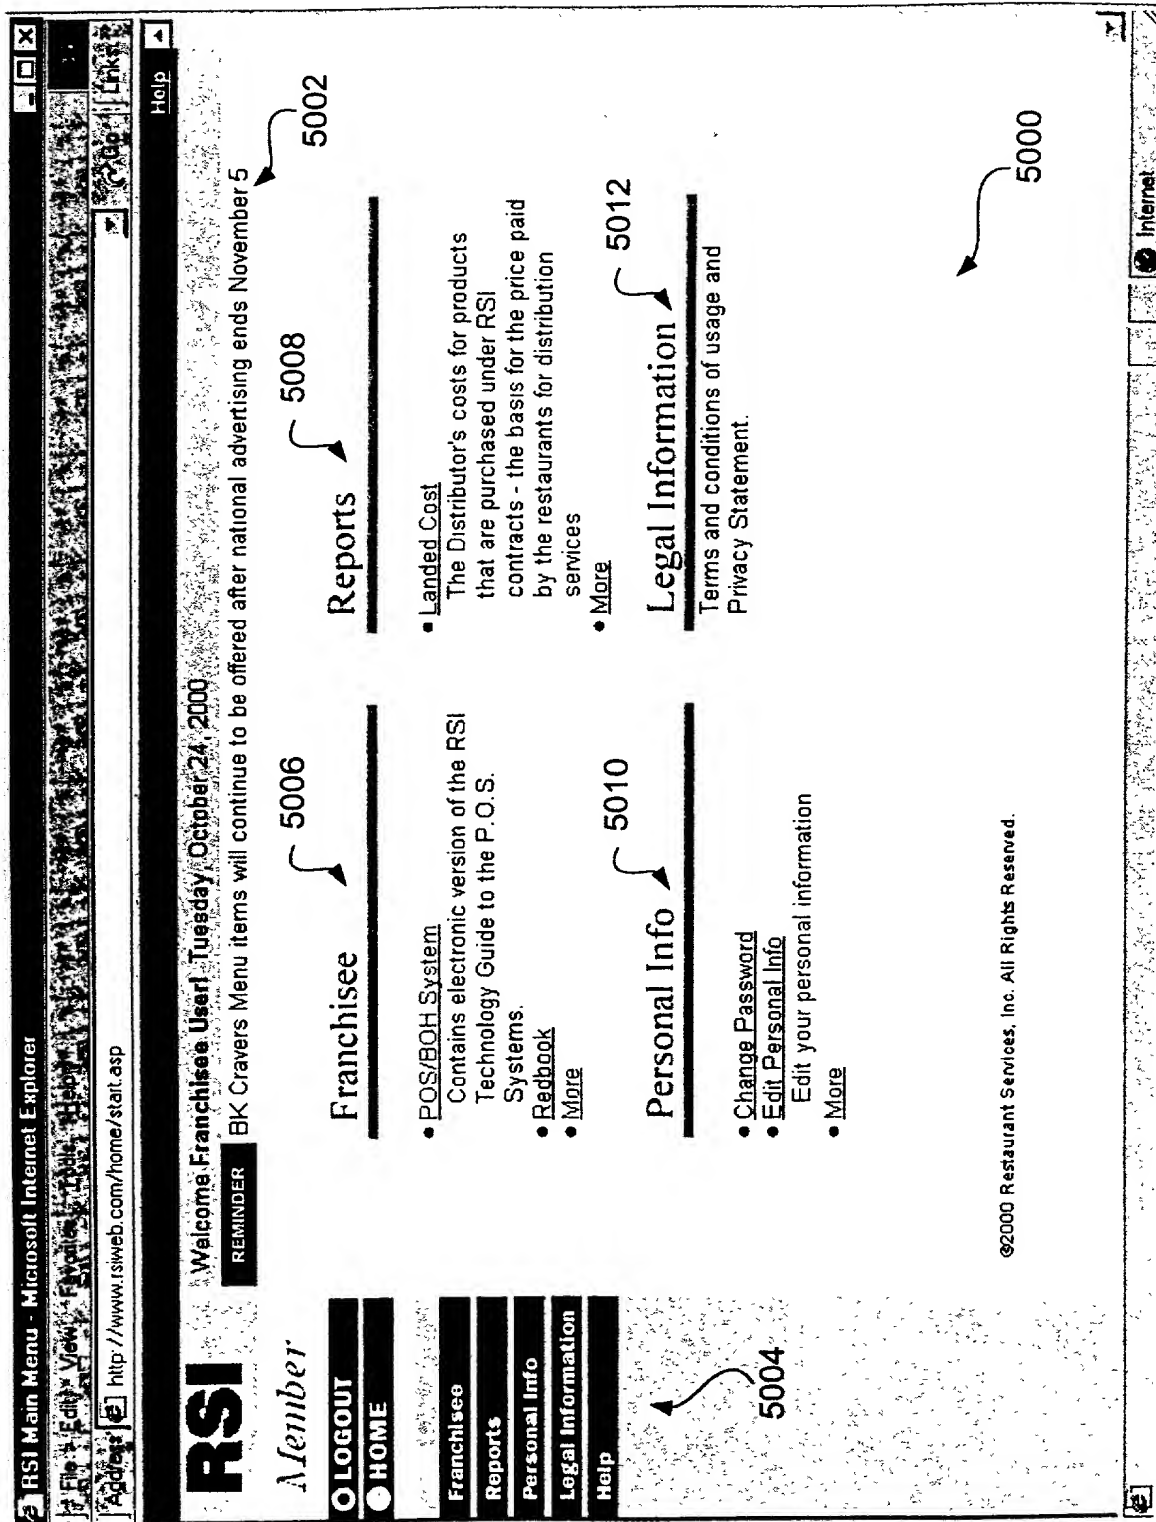 RSI Main Menu - Microsoft Internet Explorer
File Edit View Favorites Tools Help
Address http://www.rsiweb.com/home/start.asp Go Links
Help
RSI
Welcome Franchisee User! Tuesday, October 24, 2000
REMINDER BK Cravers Menu items will continue to be offered after national advertising ends November 5
5002
Member
LOGOUT
HOME
Franchisee
Reports
Personal Info
Legal Information
Help
5004
Franchisee
5006
• POS/BOH System
Contains electronic version of the RSI
Technology Guide to the P.O.S.
Systems.
• Redbook
• More
Reports
5008
• Landed Cost
The Distributor's costs for products
that are purchased under RSI
contracts - the basis for the price paid
by the restaurants for distribution
services
• More
Personal Info
5010
• Change Password
• Edit Personal Info
Edit your personal information
• More
Legal Information
5012
Terms and conditions of usage and
Privacy Statement.
5000
©2000 Restaurant Services, Inc. All Rights Reserved.
Internet